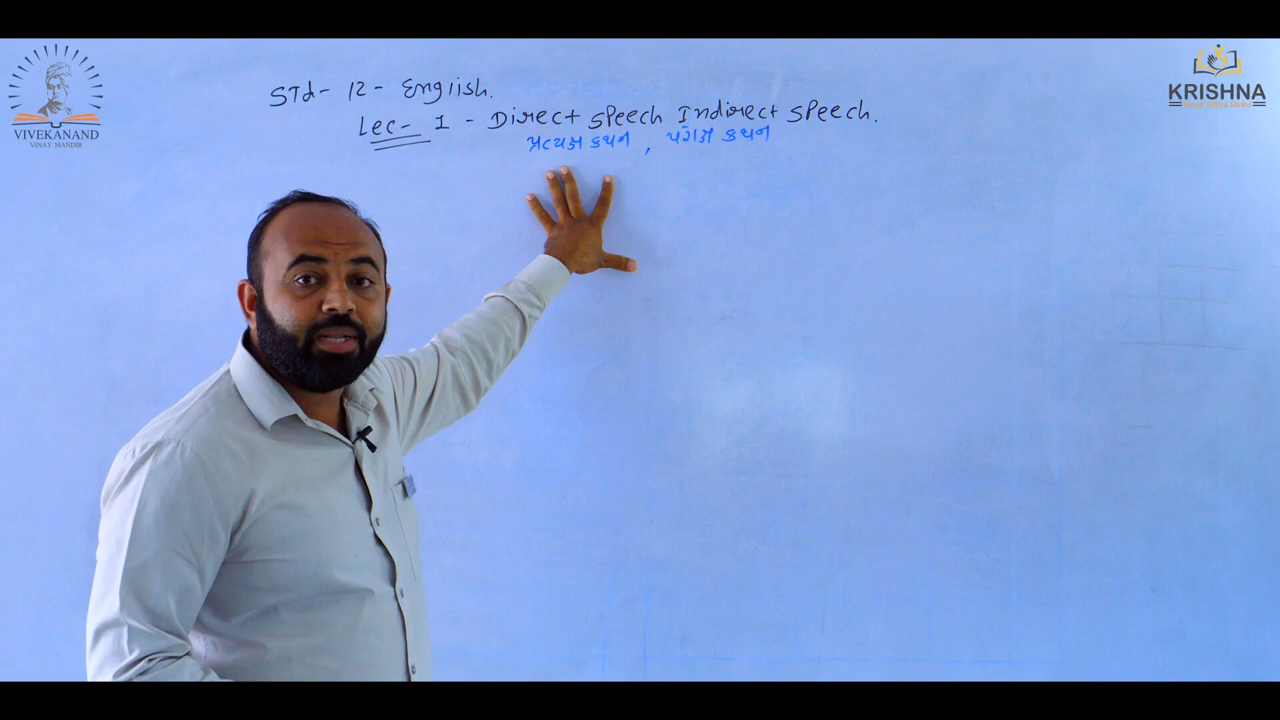 STd- 12 - English.
Lec- 1 - Direct speech Indirect speech.
પ્રત્યક્ષ કથન , પરોક્ષ કથન
VIVEKANAND
VINAY MANDIR
KRISHNA